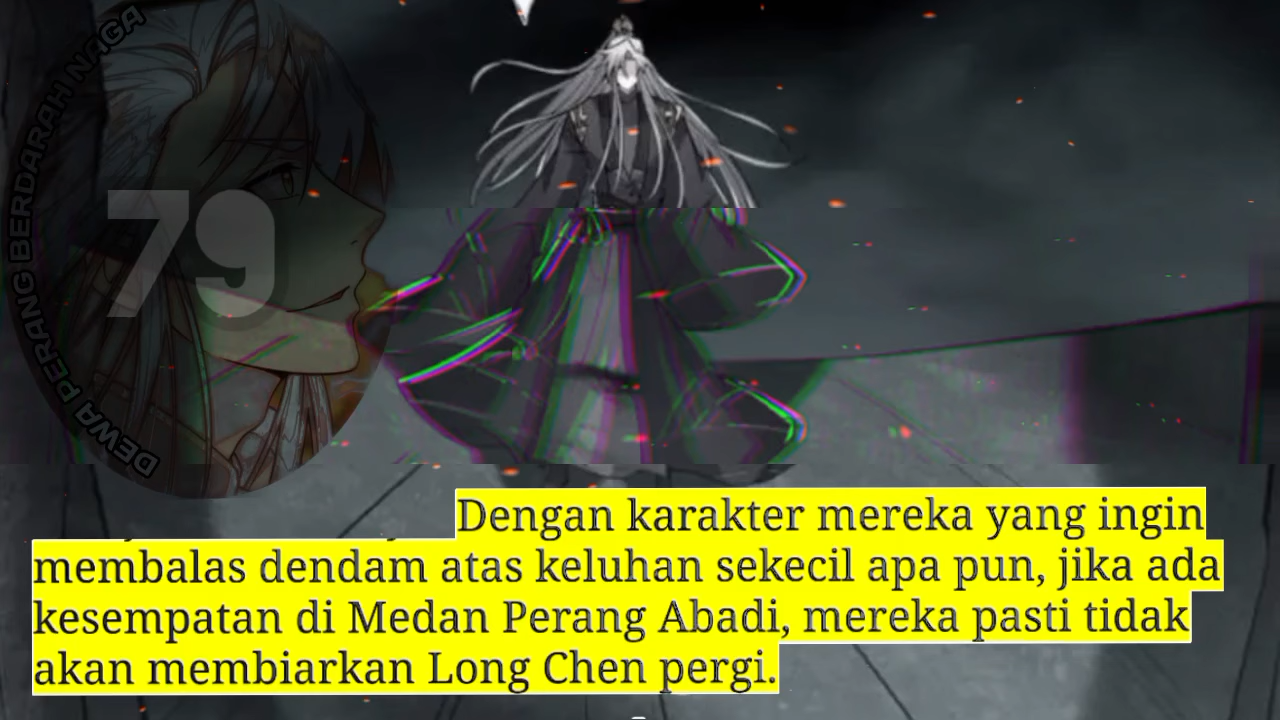 DEWA PERANG BERDARAH NAGA
79
Dengan karakter mereka yang ingin
membalas dendam atas keluhan sekecil apa pun, jika ada
kesempatan di Medan Perang Abadi, mereka pasti tidak
akan membiarkan Long Chen pergi.